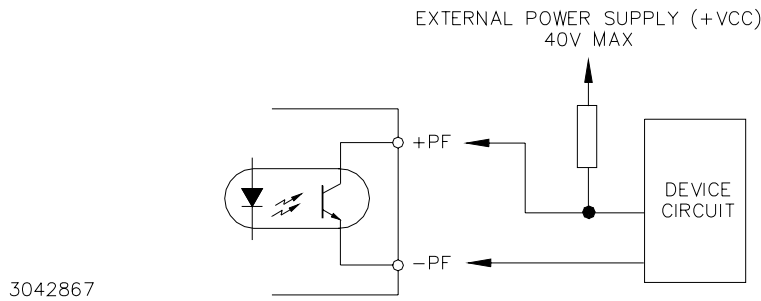 EXTERNAL POWER SUPPLY (+VCC)
40V MAX
+PF
DEVICE
CIRCUIT
-PF
3042867